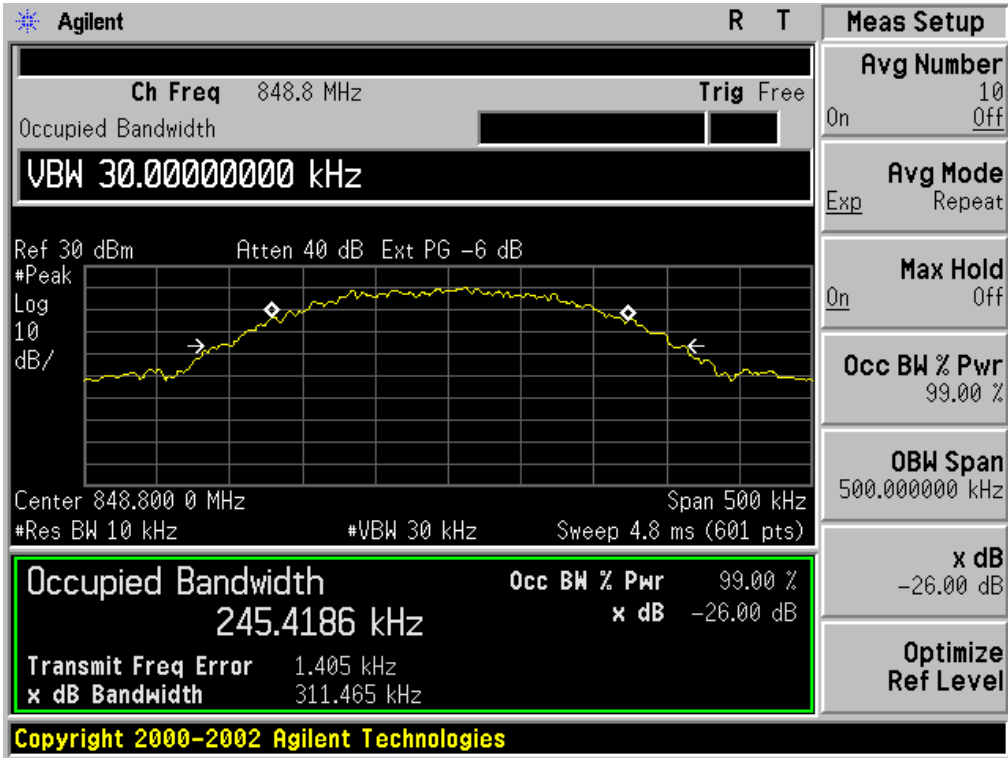 Agilent R T
Ch Freq 848.8 MHz Trig Free
Occupied Bandwidth
VBW 30.00000000 kHz
Ref 30 dBm Atten 40 dB Ext PG -6 dB
#Peak
Log
10
dB/
Center 848.800 0 MHz Span 500 kHz
#Res BW 10 kHz #VBW 30 kHz Sweep 4.8 ms (601 pts)
Occupied Bandwidth Occ BW % Pwr 99.00 %
245.4186 kHz x dB -26.00 dB
Transmit Freq Error 1.405 kHz
x dB Bandwidth 311.465 kHz
Copyright 2000-2002 Agilent Technologies
Meas Setup
Avg Number
10
On Off
Avg Mode
Exp Repeat
Max Hold
On Off
Occ BW % Pwr
99.00 %
OBW Span
500.000000 kHz
x dB
-26.00 dB
Optimize
Ref Level